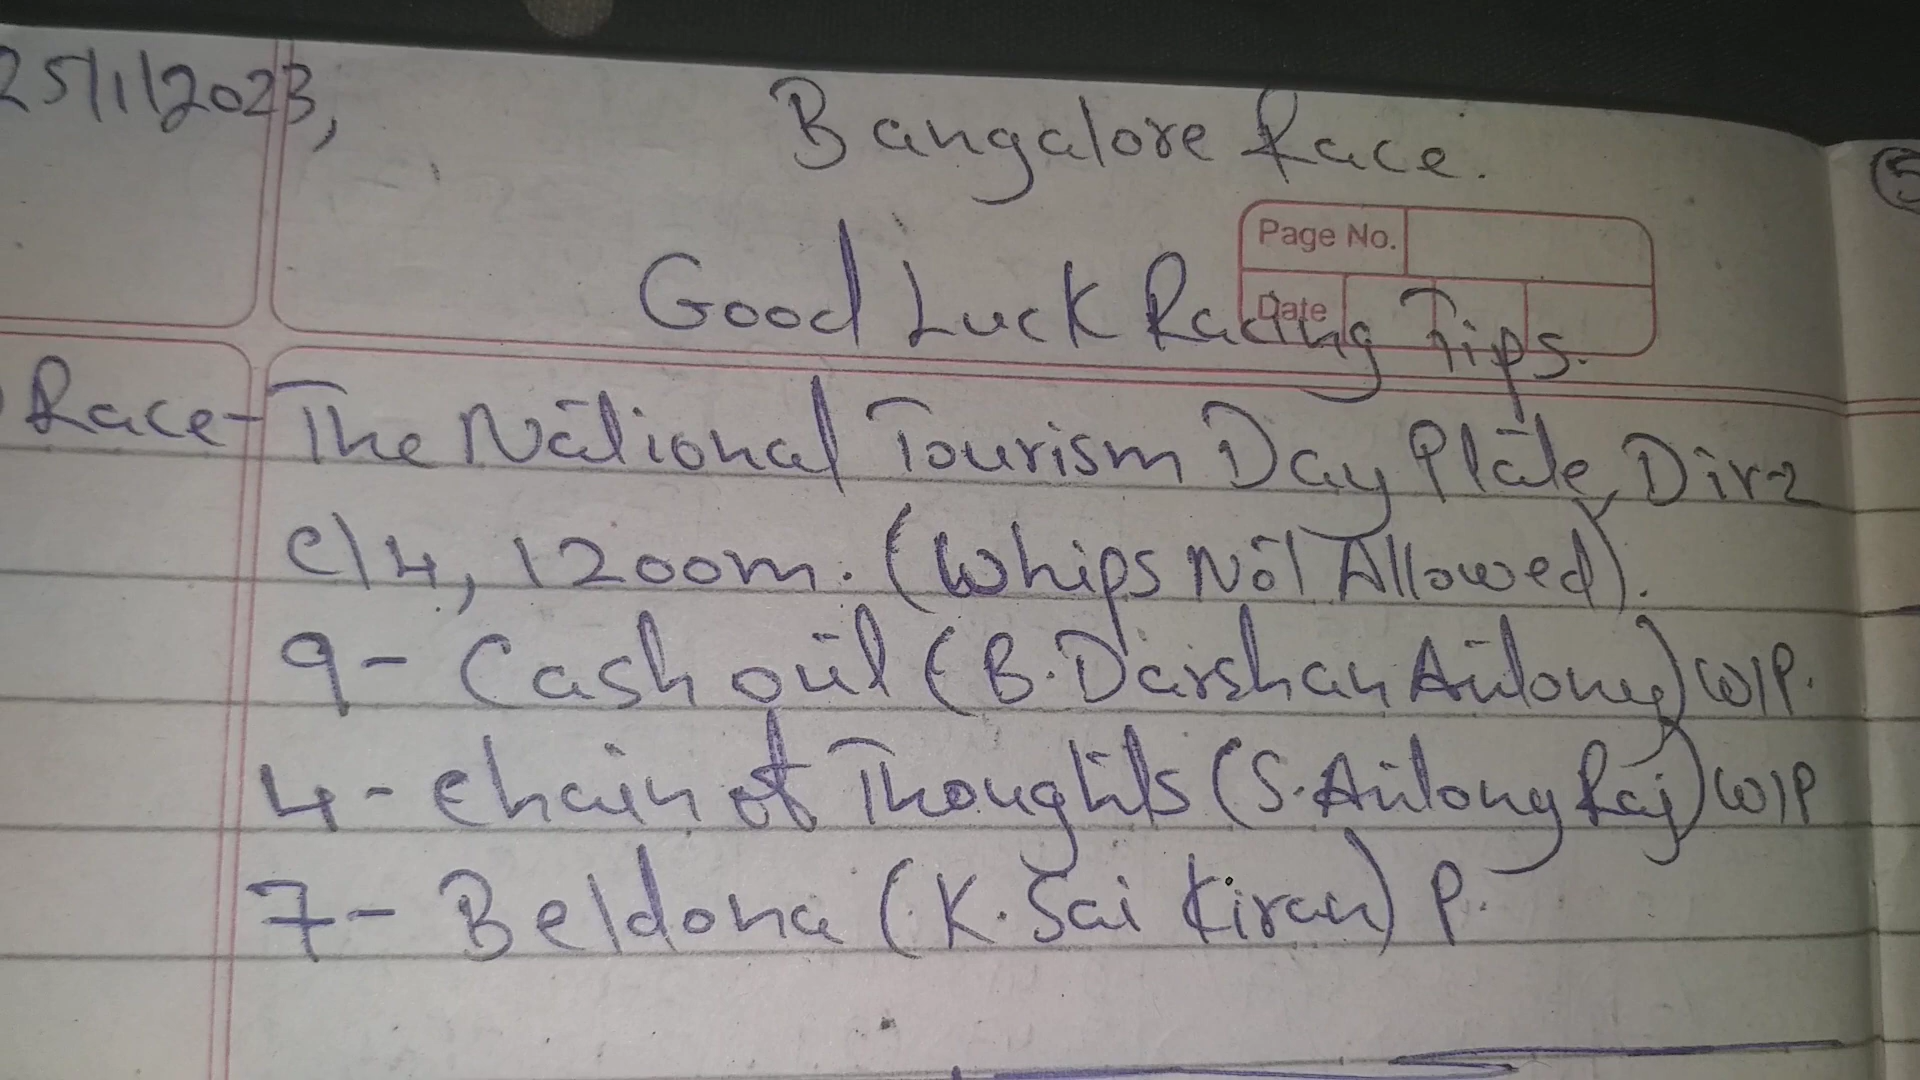 25/1/2023,
Bangalore Race.
Page No.
Good Luck Racing Tips.
Date
Race- The National Tourism Day Plate, Div-2
C/4, 1200m. (Whips Not Allowed).
9- Cash out (B. Darshan Antony) W/P.
4- Chain of Thoughts (S. Antony Raj) W/P
7- Beldona (K. Sai Kiran) P.